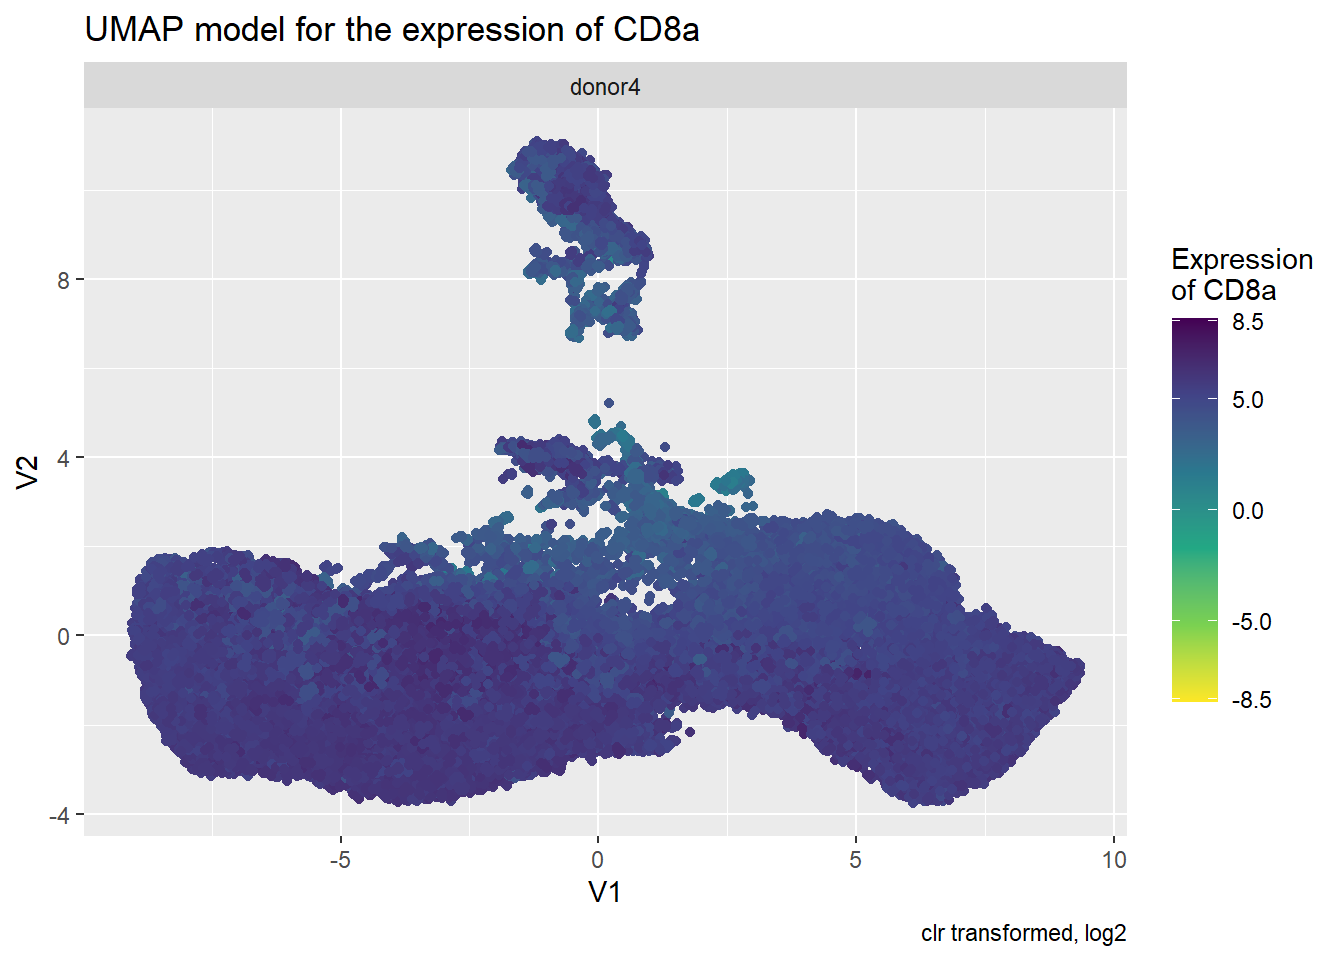 UMAP model for the expression of CD8a
donor4
8
4
0
-4
V2
-5
0
5
10
V1
Expression
of CD8a
8.5
5.0
0.0
-5.0
-8.5
clr transformed, log2